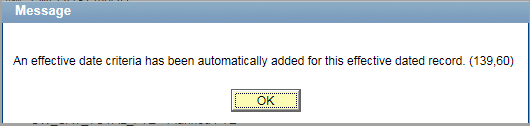 Message
An effective date criteria has been automatically added for this effective dated record. (139,60)
OK